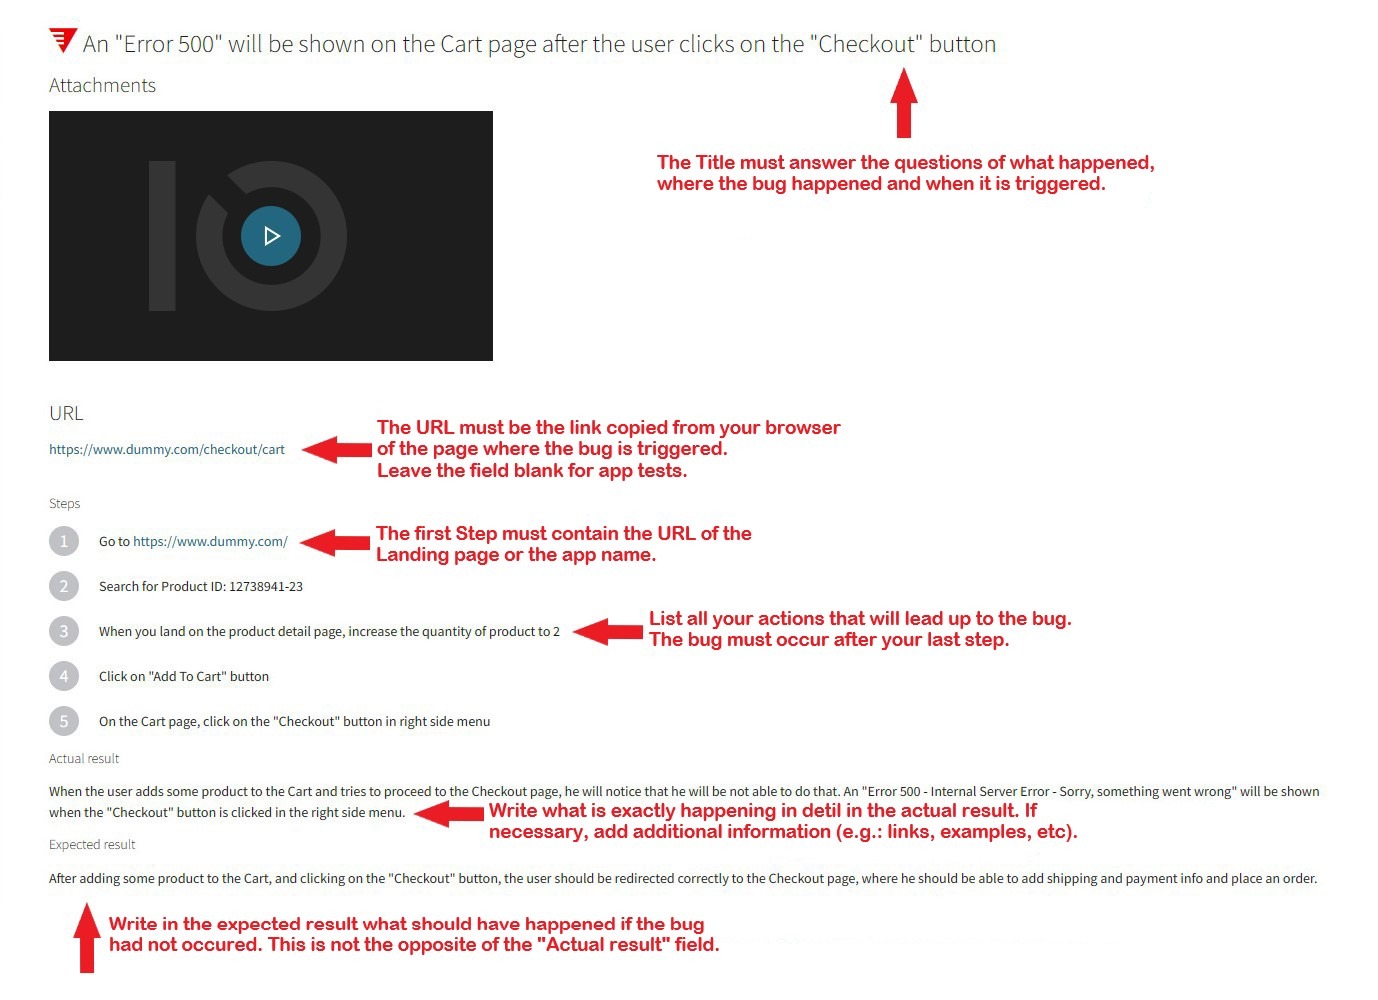 An "Error 500" will be shown on the Cart page after the user clicks on the "Checkout" button
Attachments
The Title must answer the questions of what happened,
where the bug happened and when it is triggered.
URL
https://www.dummy.com/checkout/cart
The URL must be the link copied from your browser
of the page where the bug is triggered.
Leave the field blank for app tests.
Steps
1 Go to https://www.dummy.com/
The first Step must contain the URL of the
Landing page or the app name.
2 Search for Product ID: 12738941-23
3 When you land on the product detail page, increase the quantity of product to 2
List all your actions that will lead up to the bug.
The bug must occur after your last step.
4 Click on "Add To Cart" button
5 On the Cart page, click on the "Checkout" button in right side menu
Actual result
When the user adds some product to the Cart and tries to proceed to the Checkout page, he will notice that he will be not able to do that. An "Error 500 - Internal Server Error - Sorry, something went wrong" will be shown
when the "Checkout" button is clicked in the right side menu.
Write what is exactly happening in detil in the actual result. If
necessary, add additional information (e.g.: links, examples, etc).
Expected result
After adding some product to the Cart, and clicking on the "Checkout" button, the user should be redirected correctly to the Checkout page, where he should be able to add shipping and payment info and place an order.
Write in the expected result what should have happened if the bug
had not occured. This is not the opposite of the "Actual result" field.